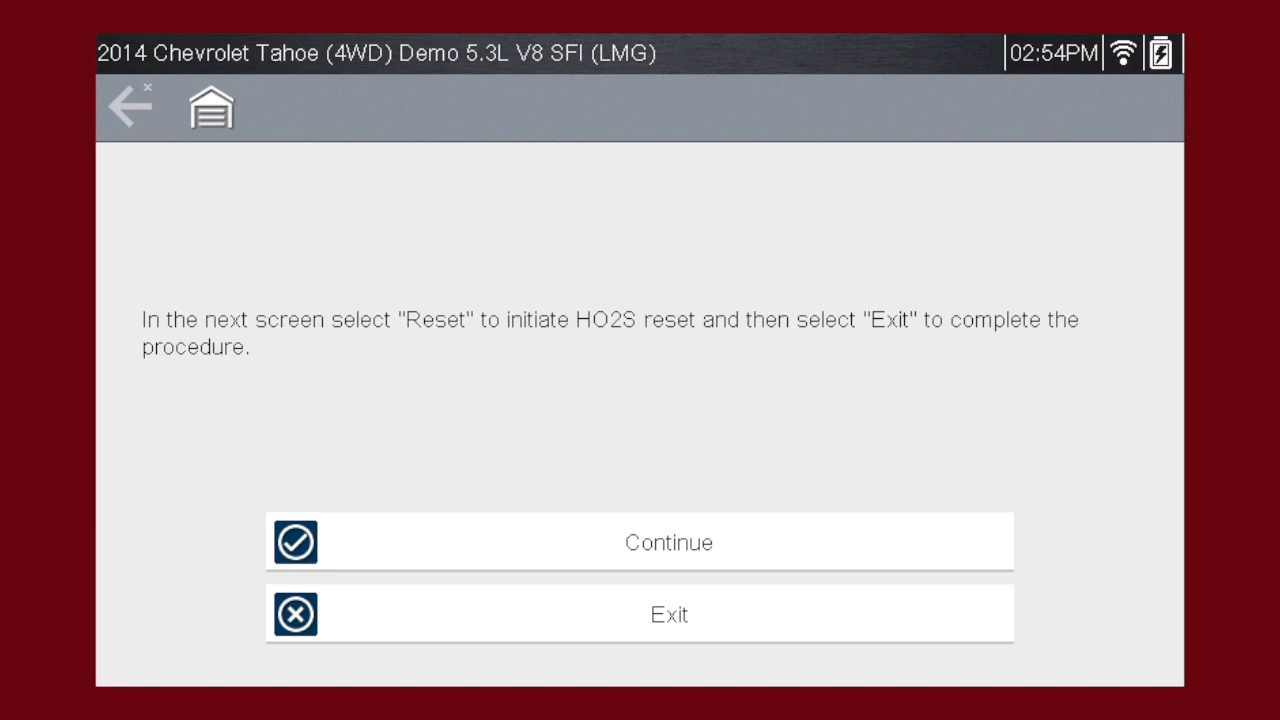 2014 Chevrolet Tahoe (4WD) Demo 5.3L V8 SFI (LMG)
02:54PM
In the next screen select "Reset" to initiate HO2S reset and then select "Exit" to complete the
procedure.
Continue
Exit